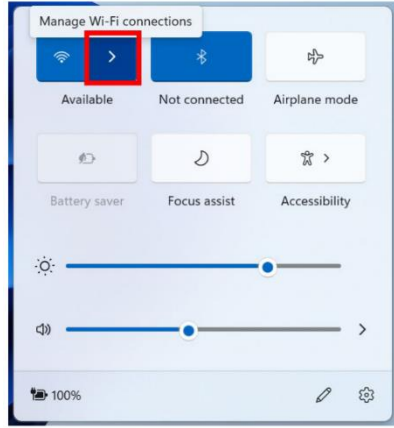 Manage Wi-Fi connections
Available Not connected Airplane mode
Battery saver Focus assist Accessibility
100%